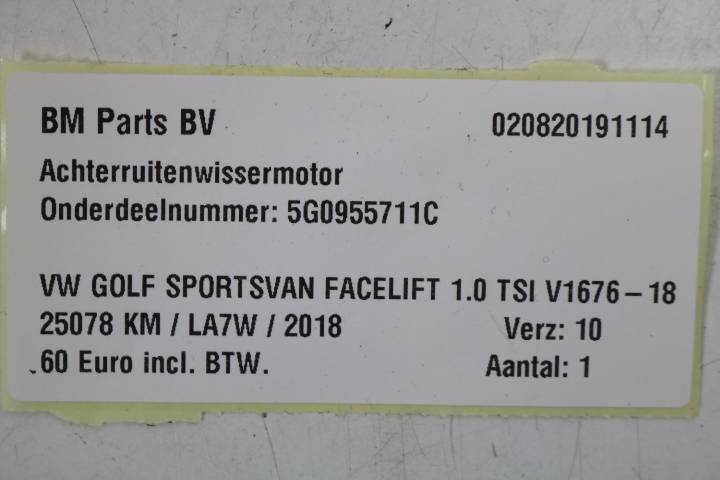 BM Parts BV 020820191114
Achterruitenwissermotor
Onderdeelnummer: 5G0955711C
VW GOLF SPORTSVAN FACELIFT 1.0 TSI V1676-18
25078 KM / LA7W / 2018 Verz: 10
60 Euro incl. BTW. Aantal: 1